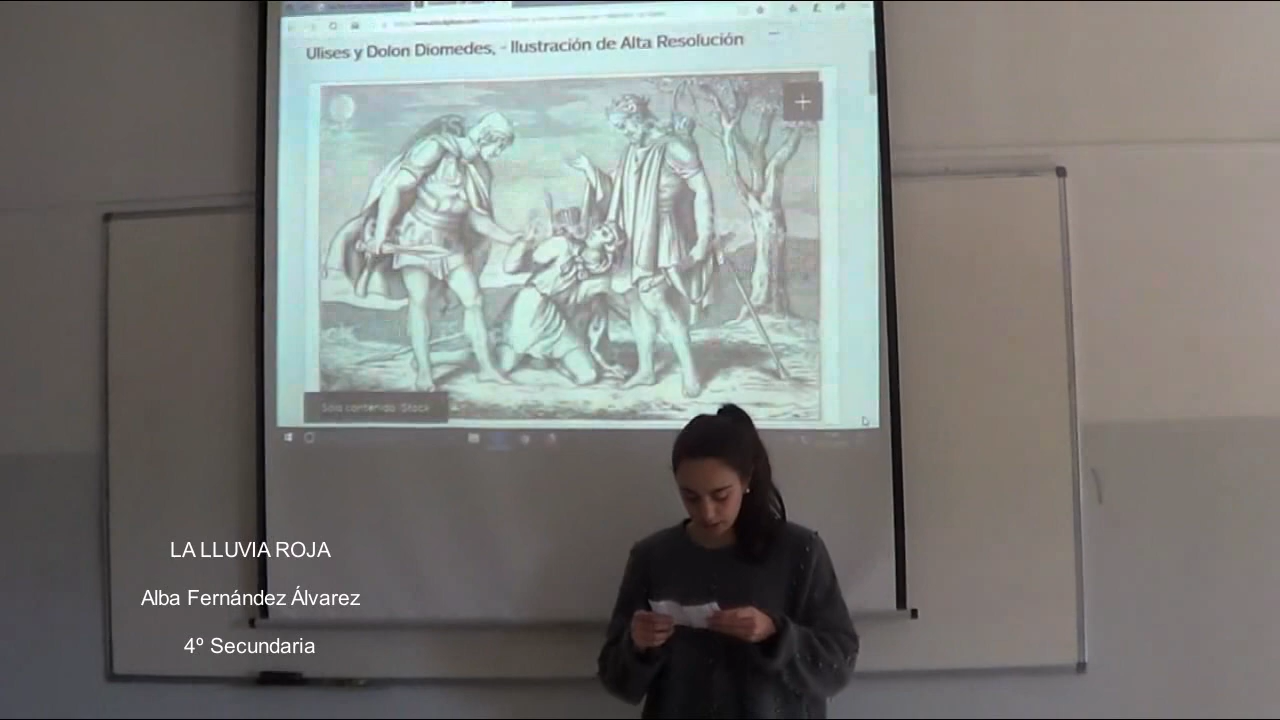 Ulises y Dolon Diomedes, - Ilustración de Alta Resolución
Solo contenido iStock
LA LLUVIA ROJA
Alba Fernández Álvarez
4º Secundaria